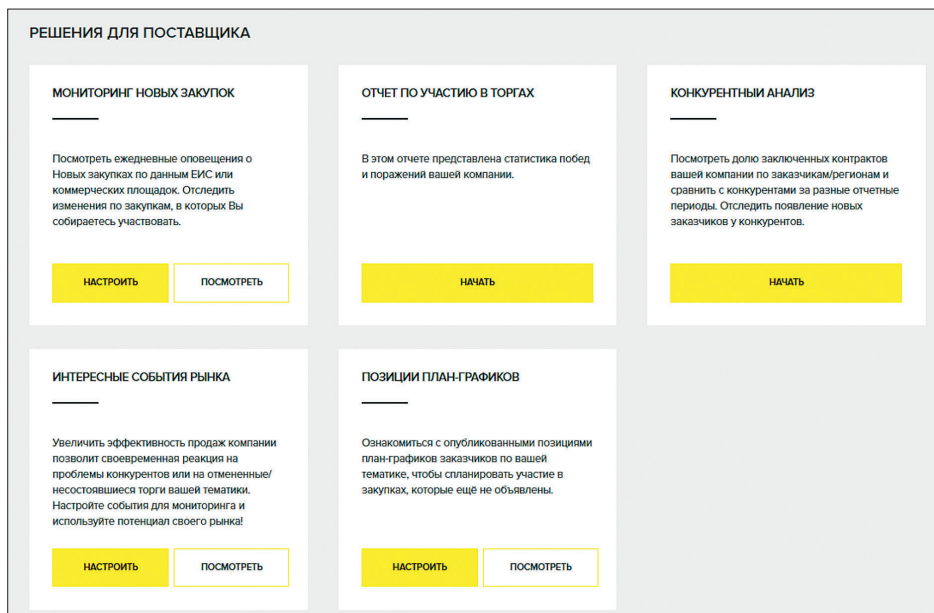 РЕШЕНИЯ ДЛЯ ПОСТАВЩИКА
МОНИТОРИНГ НОВЫХ ЗАКУПОК
Посмотреть ежедневные оповещения о
Новых закупках по данным ЕИС или
коммерческих площадок. Отследить
изменения по закупкам, в которых Вы
собираетесь участвовать.
НАСТРОИТЬ
ПОСМОТРЕТЬ
ОТЧЕТ ПО УЧАСТИЮ В ТОРГАХ
В этом отчете представлена статистика побед
и поражений вашей компании.
НАЧАТЬ
КОНКУРЕНТНЫЙ АНАЛИЗ
Посмотреть долю заключенных контрактов
вашей компании по заказчикам/регионам и
сравнить с конкурентами за разные отчетные
периоды. Отследить появление новых
заказчиков у конкурентов.
НАЧАТЬ
ИНТЕРЕСНЫЕ СОБЫТИЯ РЫНКА
Увеличить эффективность продаж компании
позволит своевременная реакция на
проблемы конкурентов или на отмененные/
несостоявшиеся торги вашей тематики.
Настройте события для мониторинга и
используйте потенциал своего рынка!
НАСТРОИТЬ
ПОСМОТРЕТЬ
ПОЗИЦИИ ПЛАН-ГРАФИКОВ
Ознакомиться с опубликованными позициями
план-графиков заказчиков по вашей
тематике, чтобы спланировать участие в
закупках, которые ещё не объявлены.
НАСТРОИТЬ
ПОСМОТРЕТЬ